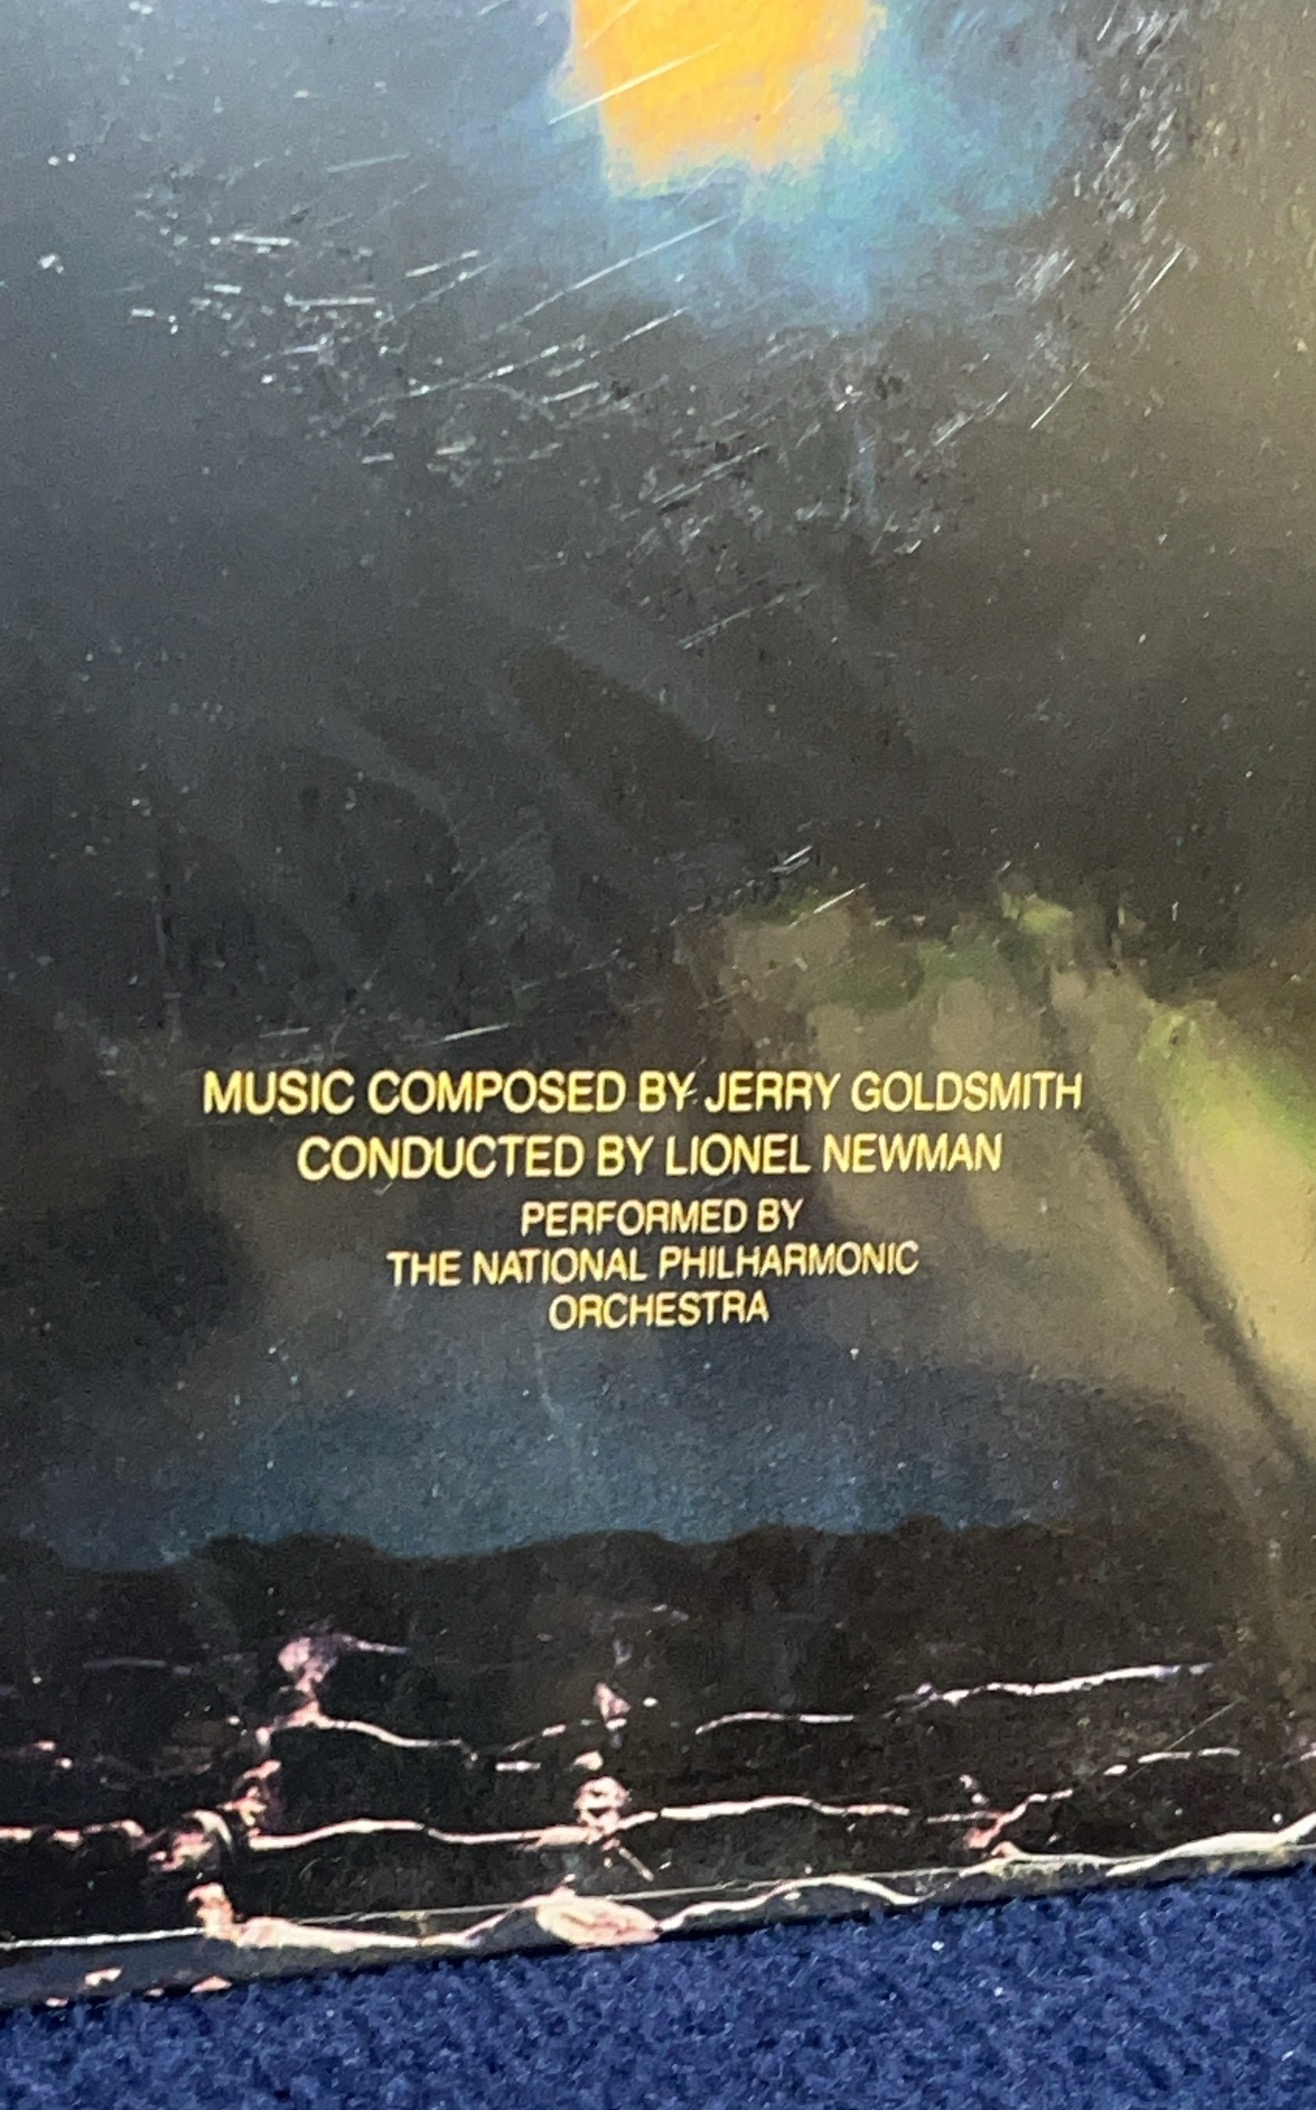 MUSIC COMPOSED BY JERRY GOLDSMITH
CONDUCTED BY LIONEL NEWMAN
PERFORMED BY
THE NATIONAL PHILHARMONIC
ORCHESTRA